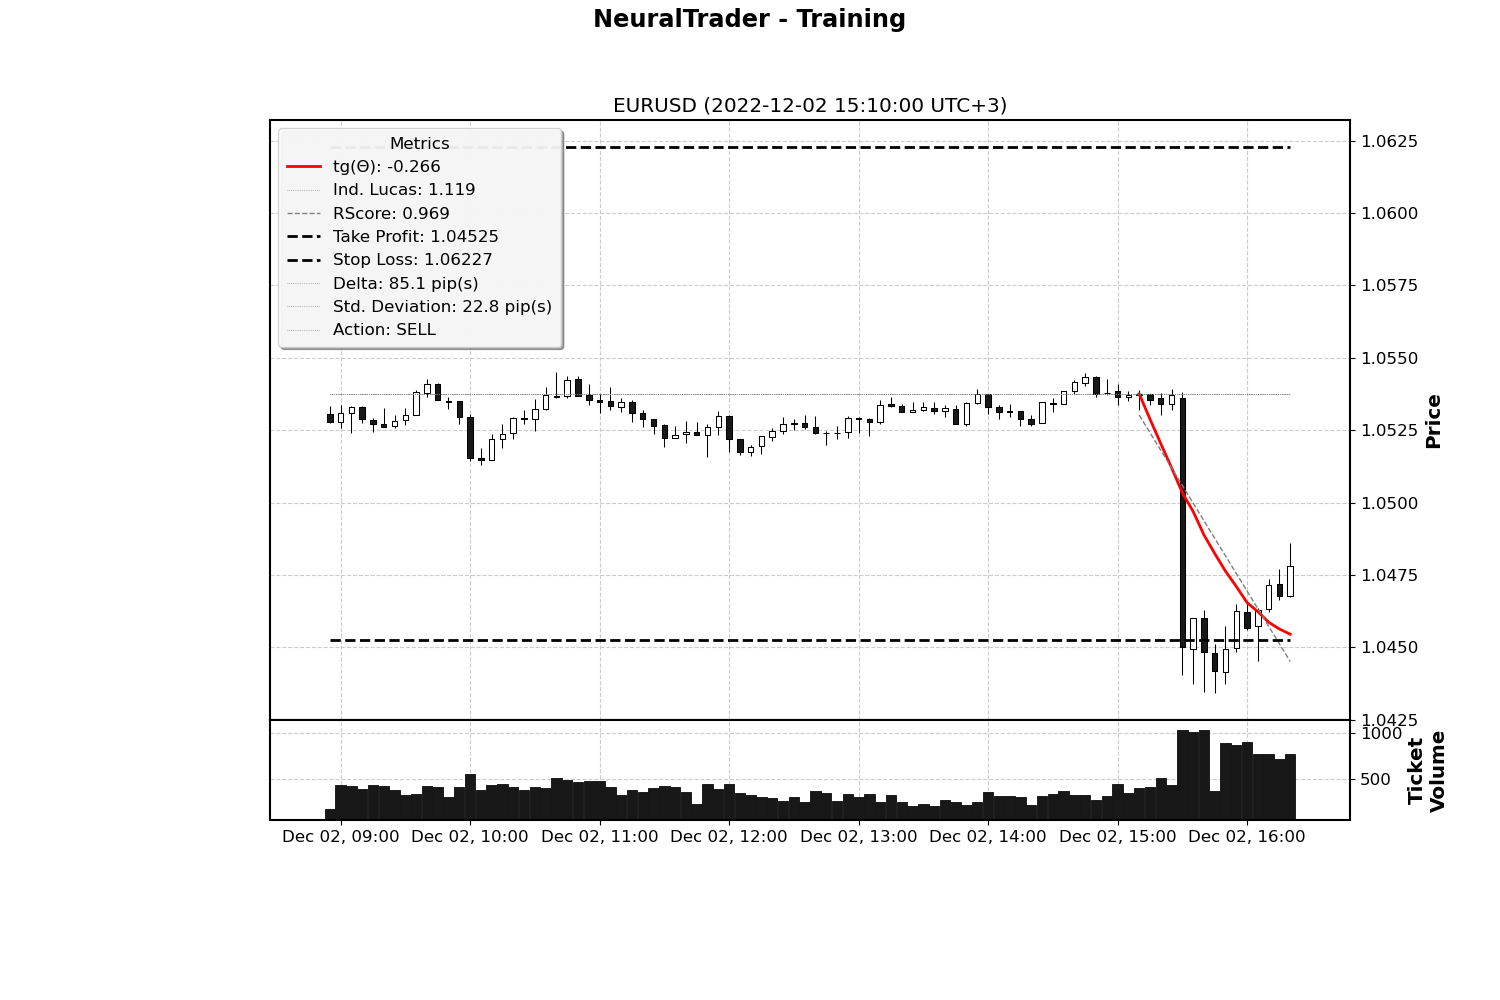 NeuralTrader - Training
EURUSD (2022-12-02 15:10:00 UTC+3)
Metrics
tg(Θ): -0.266
Ind. Lucas: 1.119
RScore: 0.969
Take Profit: 1.04525
Stop Loss: 1.06227
Delta: 85.1 pip(s)
Std. Deviation: 22.8 pip(s)
Action: SELL
1.0625
1.0600
1.0575
1.0550
1.0525
1.0500
1.0475
1.0450
1.0425
Price
1000
500
Ticket
Volume
Dec 02, 09:00 Dec 02, 10:00 Dec 02, 11:00 Dec 02, 12:00 Dec 02, 13:00 Dec 02, 14:00 Dec 02, 15:00 Dec 02, 16:00